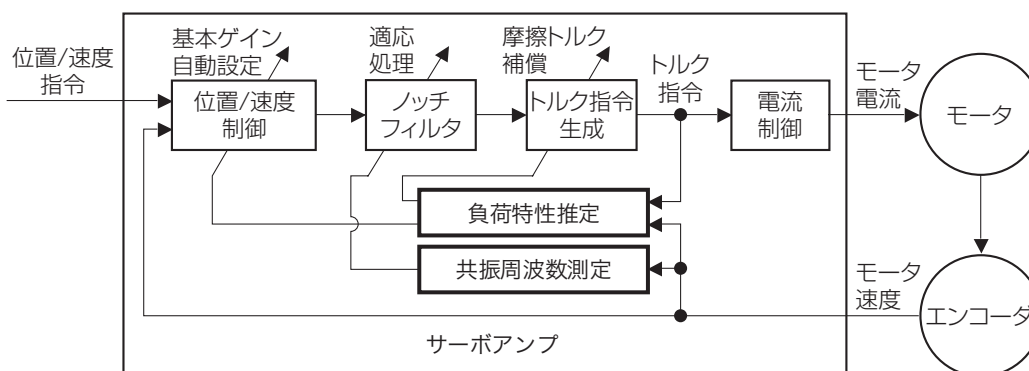 位置/速度
指令
基本ゲイン
自動設定
位置/速度
制御
適応
処理
ノッチ
フィルタ
摩擦トルク
補償
トルク指令
生成
トルク
指令
電流
制御
モータ
電流
モータ
負荷特性推定
共振周波数測定
モータ
速度
エンコーダ
サーボアンプ